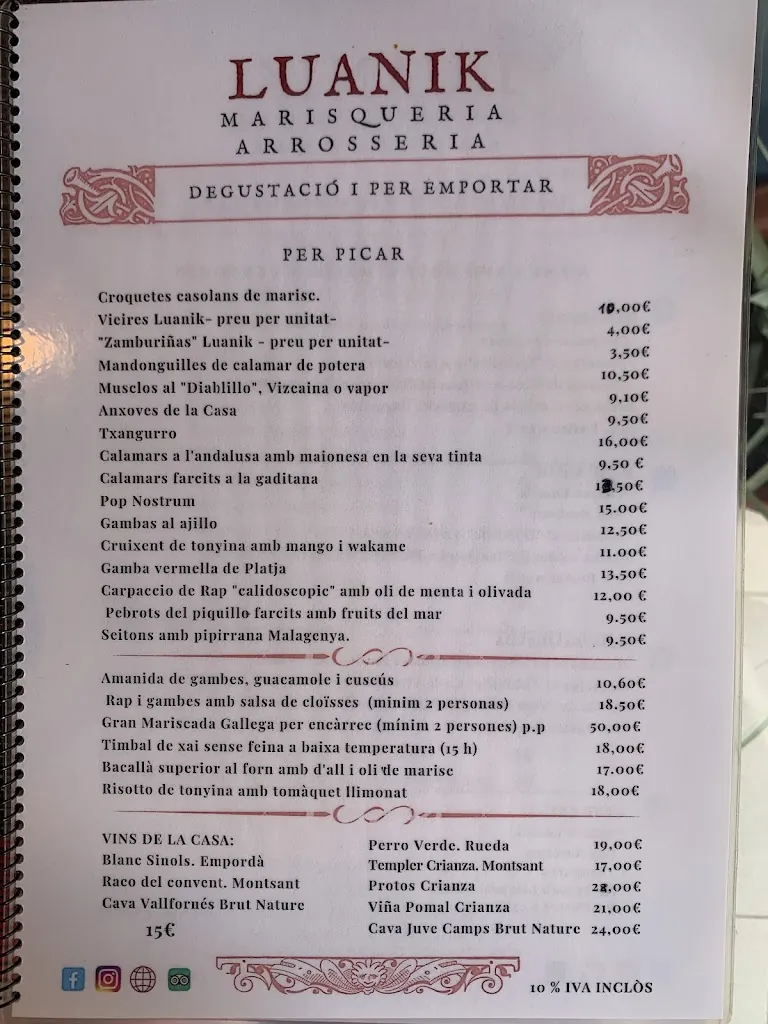 LUANIK
MARISQUERIA
ARROSSERIA
DEGUSTACIÓ I PER EMPORTAR
PER PICAR
Croquetes casolans de marisc. 10,00€
Vieires Luanik- preu per unitat- 4,00€
"Zamburiñas" Luanik - preu per unitat- 3,50€
Mandonguilles de calamar de potera 10,50€
Musclos al "Diablillo", Vizcaina o vapor 9,10€
Anxoves de la Casa 9,50€
Txangurro 16,00€
Calamars a l'andalusa amb maionesa en la seva tinta 9.50 €
Calamars farcits a la gaditana
Pop Nostrum 15.00€
Gambas al ajillo 12,50€
Cruixent de tonyina amb mango i wakame 11.00€
Gamba vermella de Platja 13,50€
Carpaccio de Rap "calidoscopic" amb oli de menta i olivada 12,00 €
Pebrots del piquillo farcits amb fruits del mar 9.50€
Seitons amb pipirrana Malagenya. 9.50€
Amanida de gambes, guacamole i cuscús 10,60€
Rap i gambes amb salsa de cloïsses (minim 2 personas) 18.50€
Gran Mariscada Gallega per encàrrec (mínim 2 persones) p.p 50,00€
Timbal de xai sense feina a baixa temperatura (15 h) 18,00€
Bacallà superior al forn amb d'all i oli de marisc 17.00€
Risotto de tonyina amb tomàquet llimonat 18,00€
VINS DE LA CASA:
Blanc Sinols. Empordà
Raco del convent. Montsant
Cava Vallfornés Brut Nature
15€
Perro Verde. Rueda 19,00€
Templer Crianza. Montsant 17,00€
Protos Crianza
Viña Pomal Crianza 21,00€
Cava Juve Camps Brut Nature 24,00€
10 % IVA INCLÒS